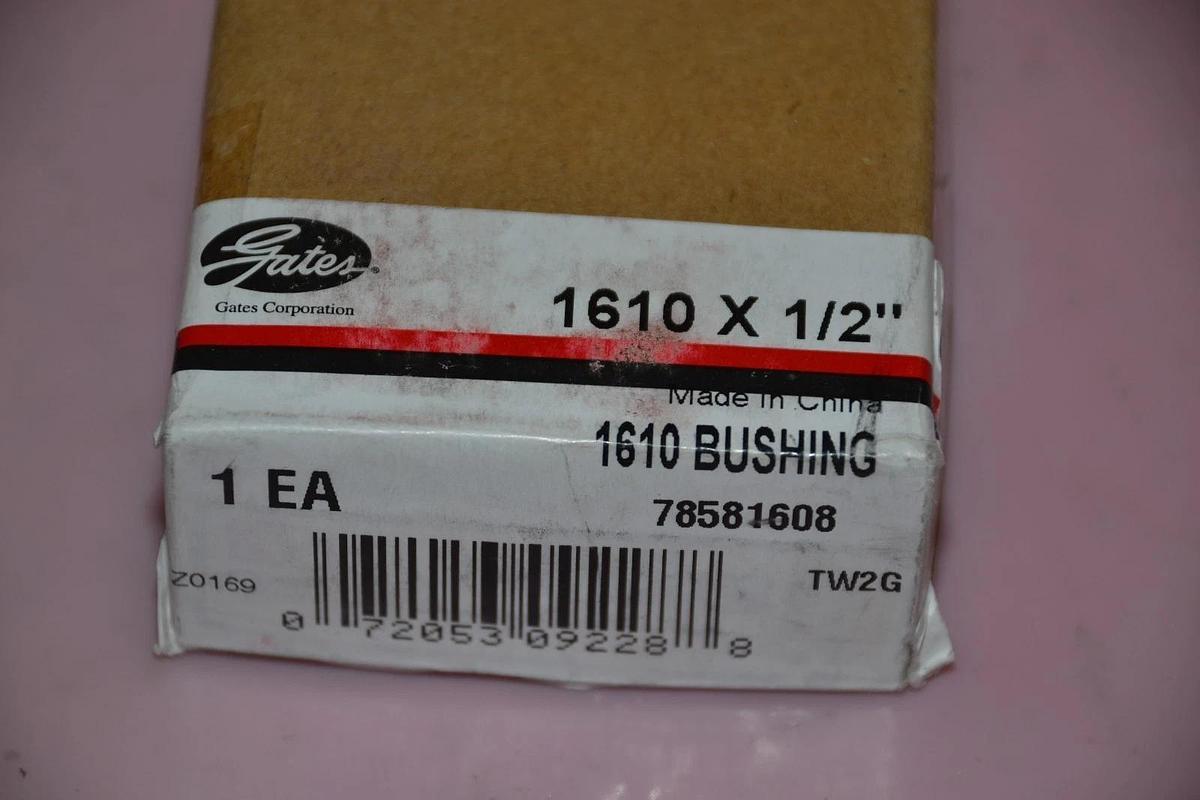 Gates®
Gates Corporation
1610 X 1/2"
Made in China
1610 BUSHING
1 EA
78581608
Z0169
TW2G
0 72053 09228 8